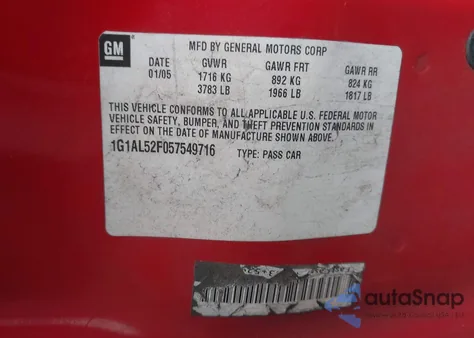 GM
MFD BY GENERAL MOTORS CORP
DATE GVWR GAWR FRT GAWR RR
01/05 1716 KG 892 KG 824 KG
3783 LB 1966 LB 1817 LB
THIS VEHICLE CONFORMS TO ALL APPLICABLE U.S. FEDERAL MOTOR
VEHICLE SAFETY, BUMPER, AND THEFT PREVENTION STANDARDS IN
EFFECT ON THE DATE OF MANUFACTURE SHOWN ABOVE.
1G1AL52F057549716 TYPE: PASS CAR
autaSnap